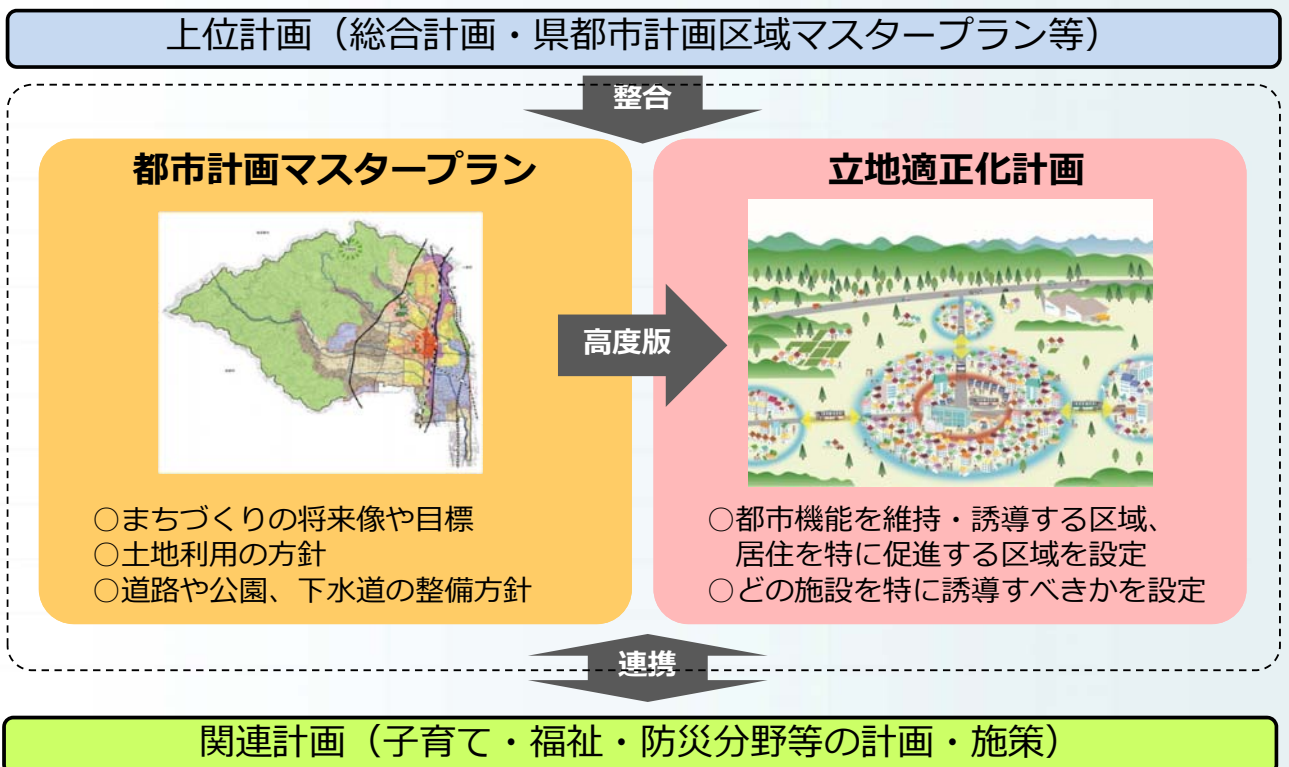 上位計画（総合計画・県都市計画区域マスタープラン等）
整合
都市計画マスタープラン
立地適正化計画
高度版
○まちづくりの将来像や目標
○土地利用の方針
○道路や公園、下水道の整備方針
○都市機能を維持・誘導する区域、
居住を特に促進する区域を設定
○どの施設を特に誘導すべきかを設定
連携
関連計画（子育て・福祉・防災分野等の計画・施策）